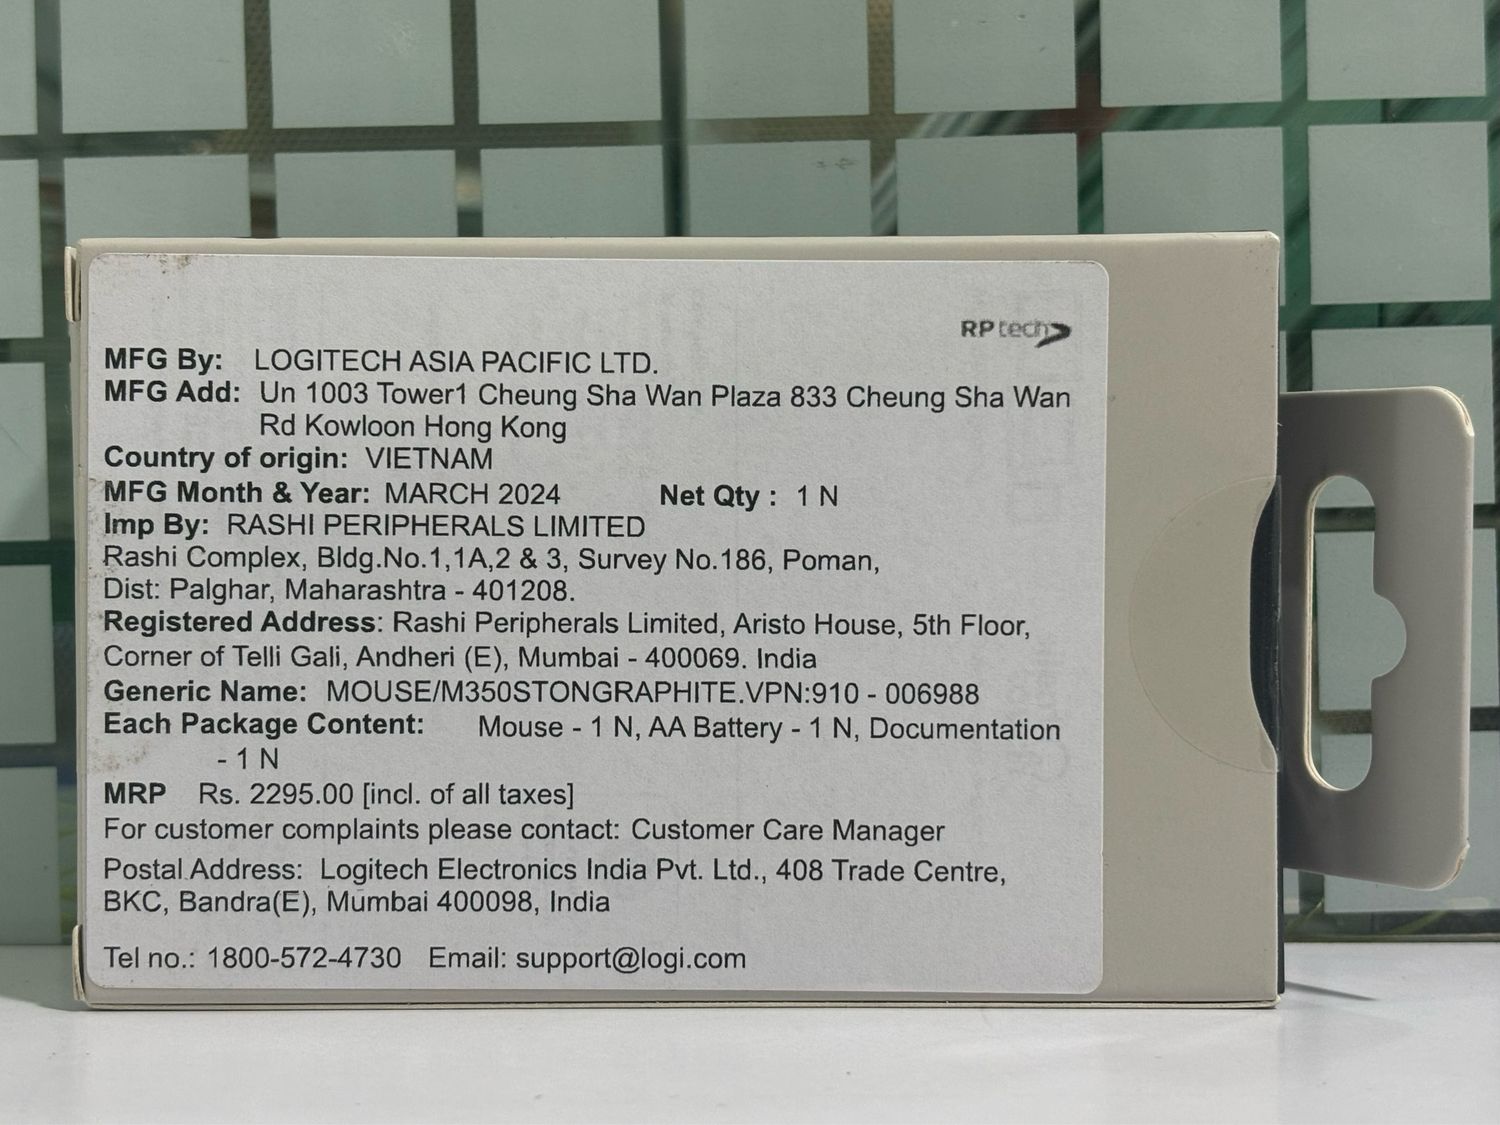 RP tech
MFG By: LOGITECH ASIA PACIFIC LTD.
MFG Add: Un 1003 Tower1 Cheung Sha Wan Plaza 833 Cheung Sha Wan
Rd Kowloon Hong Kong
Country of origin: VIETNAM
MFG Month & Year: MARCH 2024 Net Qty : 1 N
Imp By: RASHI PERIPHERALS LIMITED
Rashi Complex, Bldg.No.1,1A,2 & 3, Survey No.186, Poman,
Dist: Palghar, Maharashtra - 401208.
Registered Address: Rashi Peripherals Limited, Aristo House, 5th Floor,
Corner of Telli Gali, Andheri (E), Mumbai - 400069. India
Generic Name: MOUSE/M350STONGRAPHITE.VPN:910 - 006988
Each Package Content: Mouse - 1 N, AA Battery - 1 N, Documentation
- 1 N
MRP Rs. 2295.00 [incl. of all taxes]
For customer complaints please contact: Customer Care Manager
Postal Address: Logitech Electronics India Pvt. Ltd., 408 Trade Centre,
BKC, Bandra(E), Mumbai 400098, India
Tel no.: 1800-572-4730 Email: support@logi.com